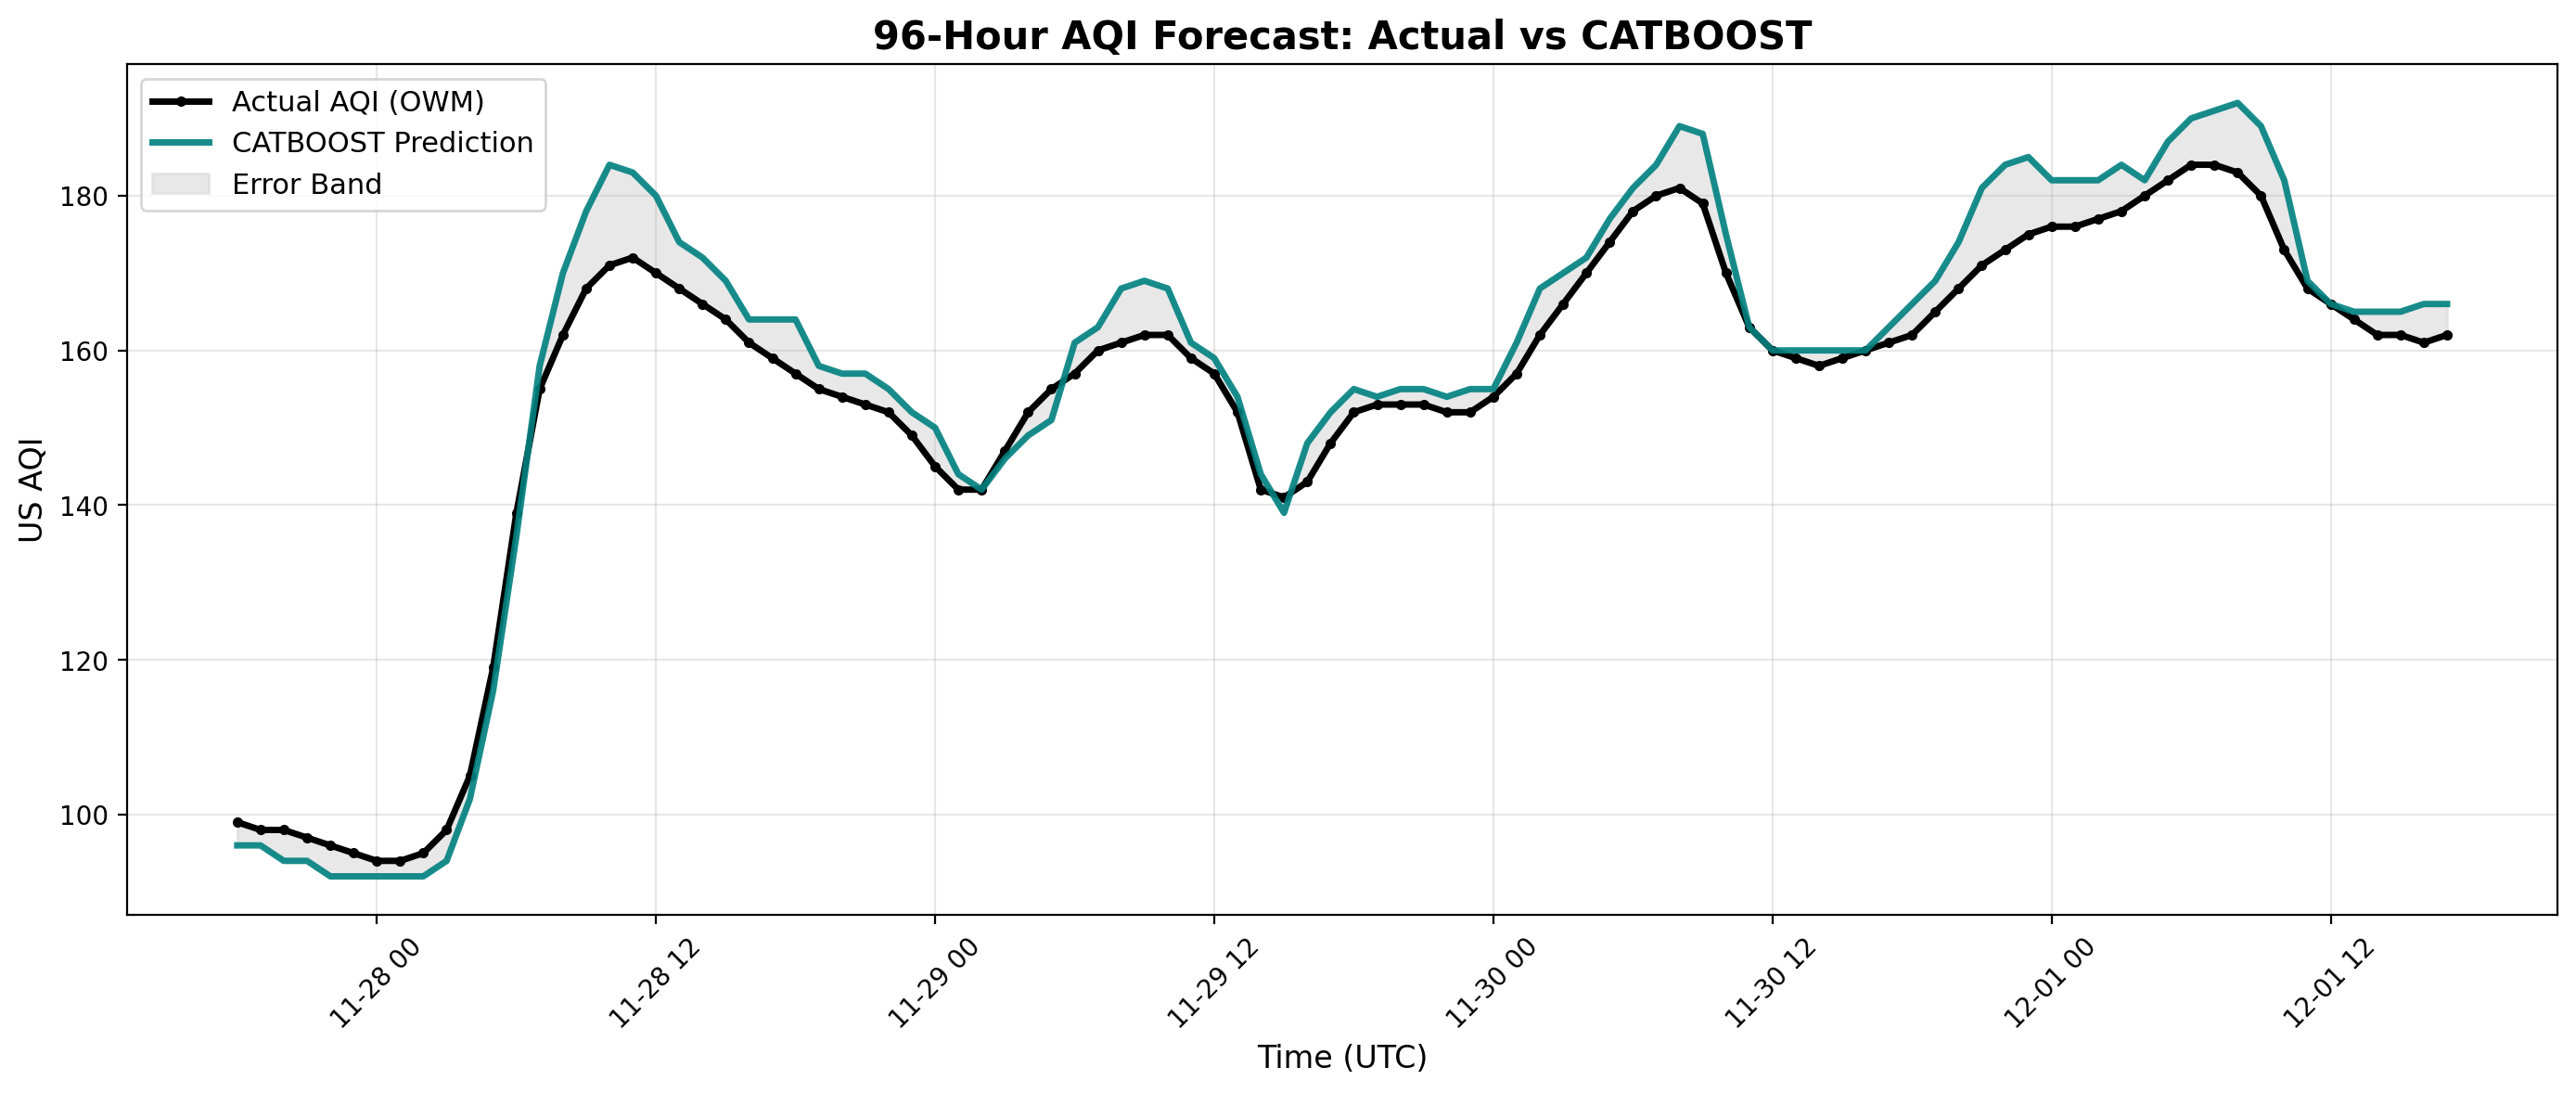 96-Hour AQI Forecast: Actual vs CATBOOST
Actual AQI (OWM)
CATBOOST Prediction
Error Band
US AQI
180
160
140
120
100
11-28 00
11-28 12
11-29 00
11-29 12
11-30 00
11-30 12
12-01 00
12-01 12
Time (UTC)